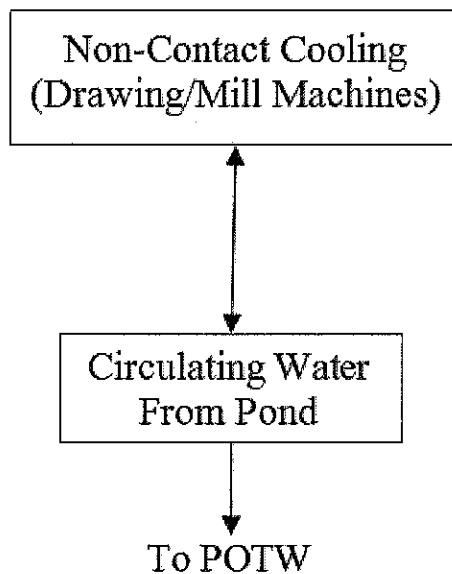 Non-Contact Cooling
(Drawing/Mill Machines)
Circulating Water
From Pond
To POTW